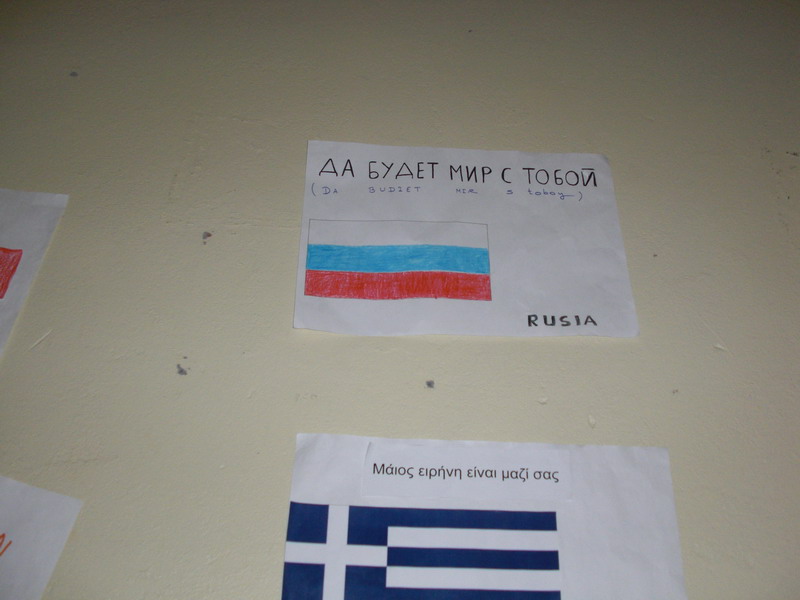 ДА БУДЕТ МИР С ТОБОЙ
(DA BUDIET MIR S toboy)
RUSIA
Μάιος ειρήνη είναι μαζί σας